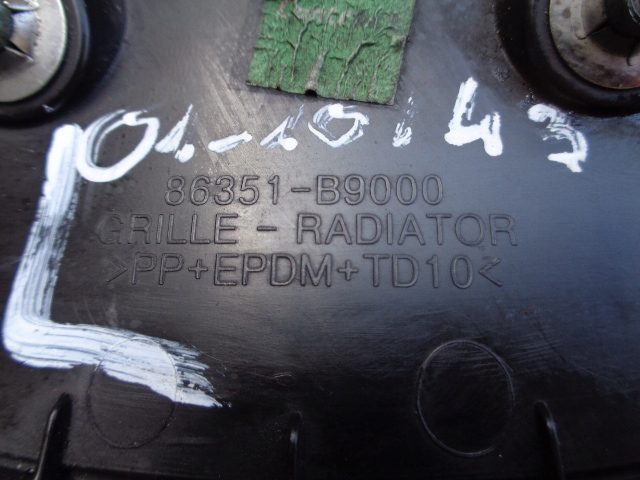 01-10143
86351-B9000
GRILLE - RADIATOR
>PP+EPDM+TD10<
L